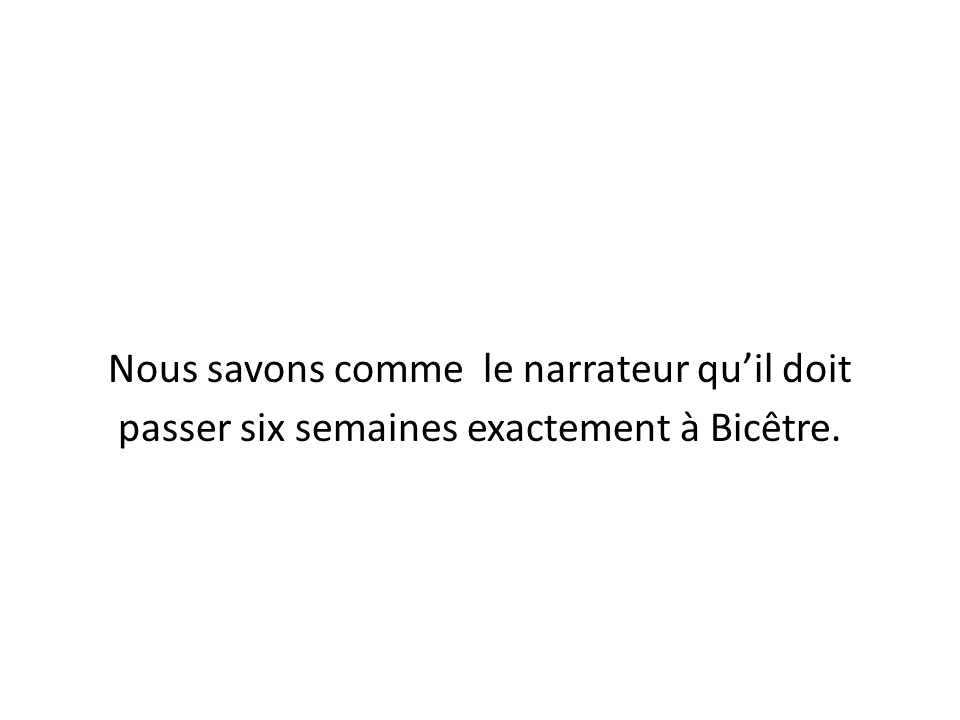 Nous savons comme  le narrateur qu’il doit
passer six semaines exactement à Bicêtre.